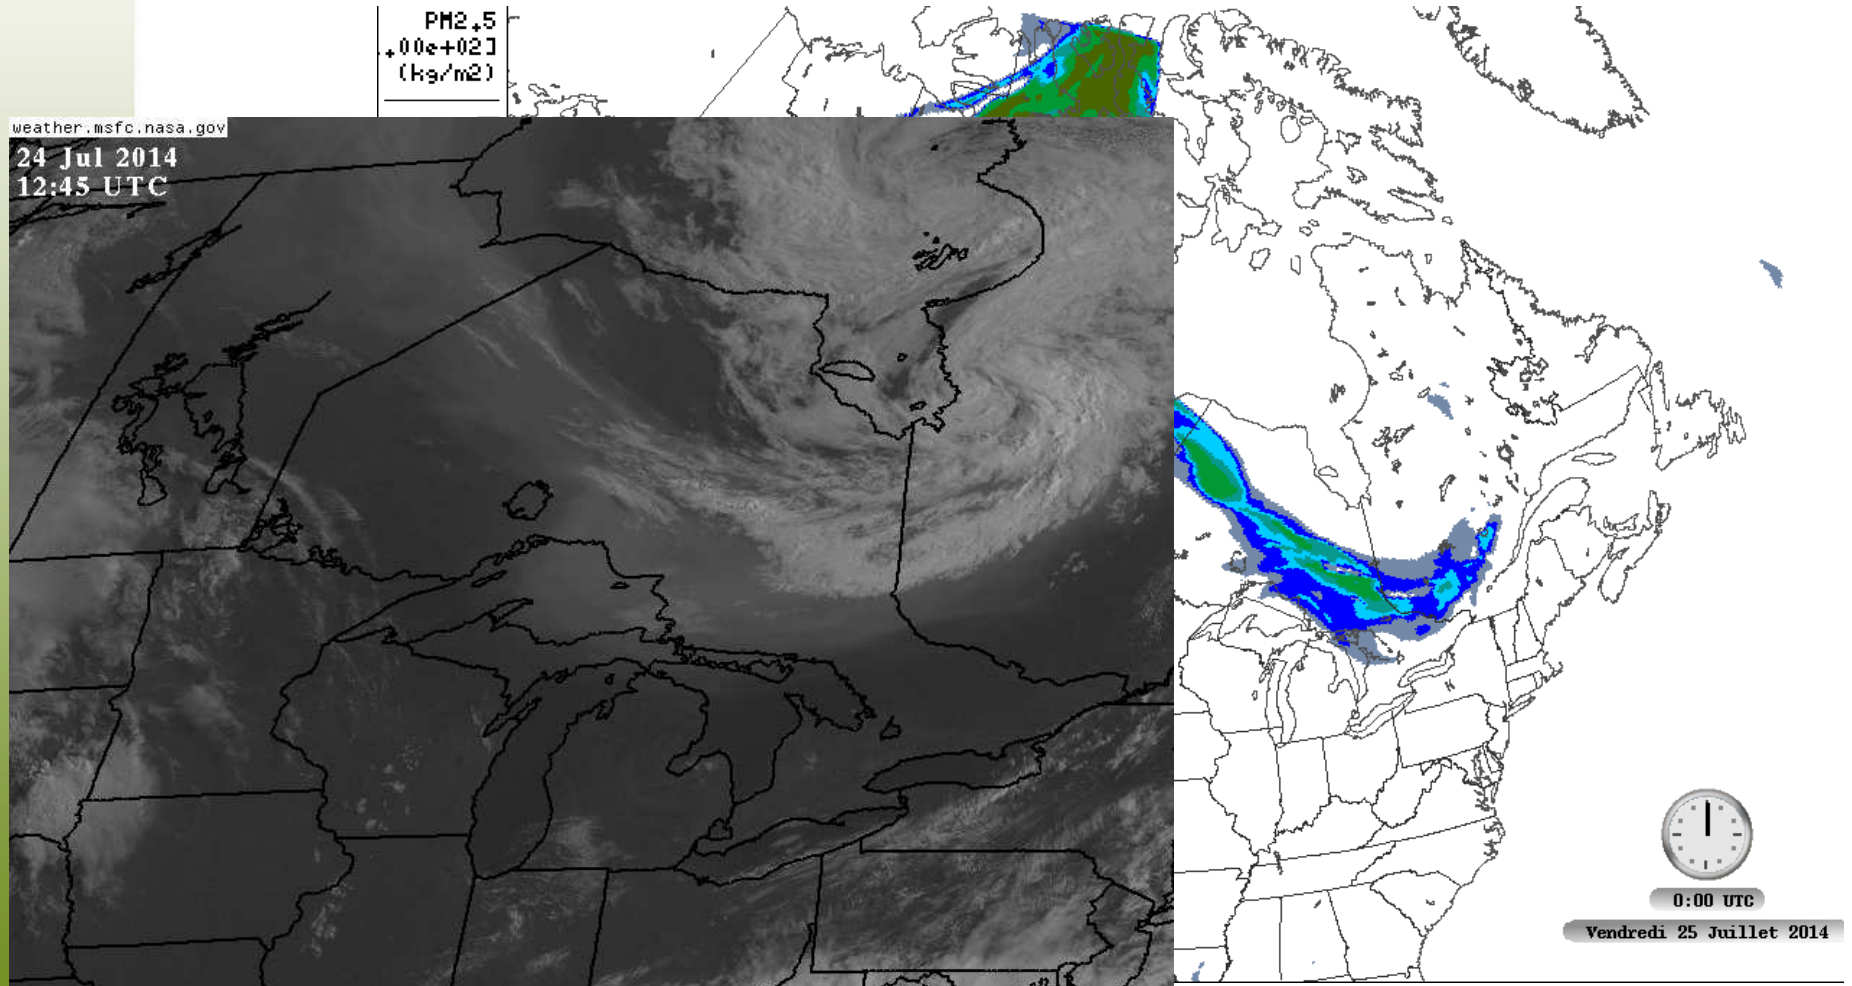 PM2.5
.+00e+02]
(kg/m2)
weather.msfc.nasa.gov
24 Jul 2014
12:45 UTC
0:00 UTC
Vendredi 25 Juillet 2014